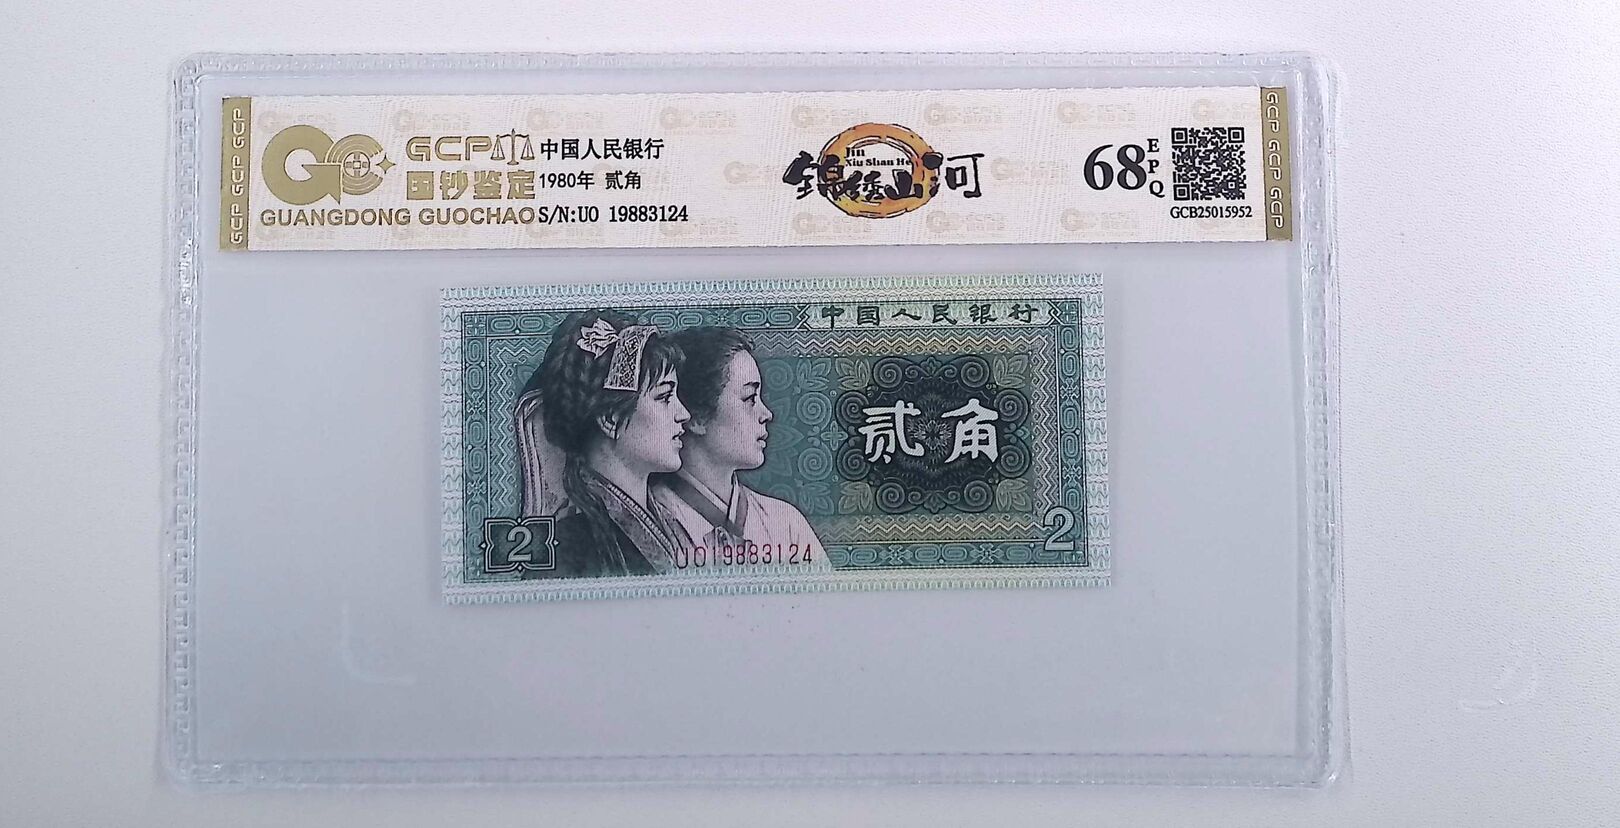 GCP GCP GCP
GCP
国钞鉴定
GUANGDONG GUOCHAO
中国人民银行
1980年 贰角
S/N:UO 19883124
Jin
Xiu Shan He
锦绣山河
68
EPQ
GCB25015952
GCP GCP GCP
中国人民银行
贰角
2
2
UO19883124